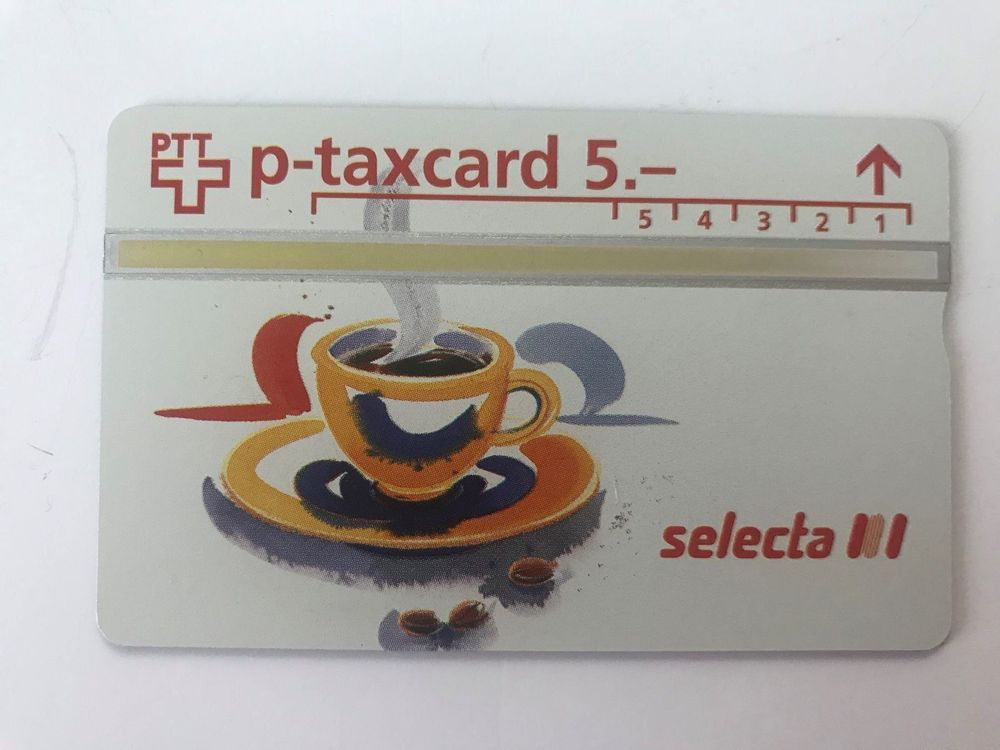 PTT
p-taxcard 5.–
5 4 3 2 1
selecta